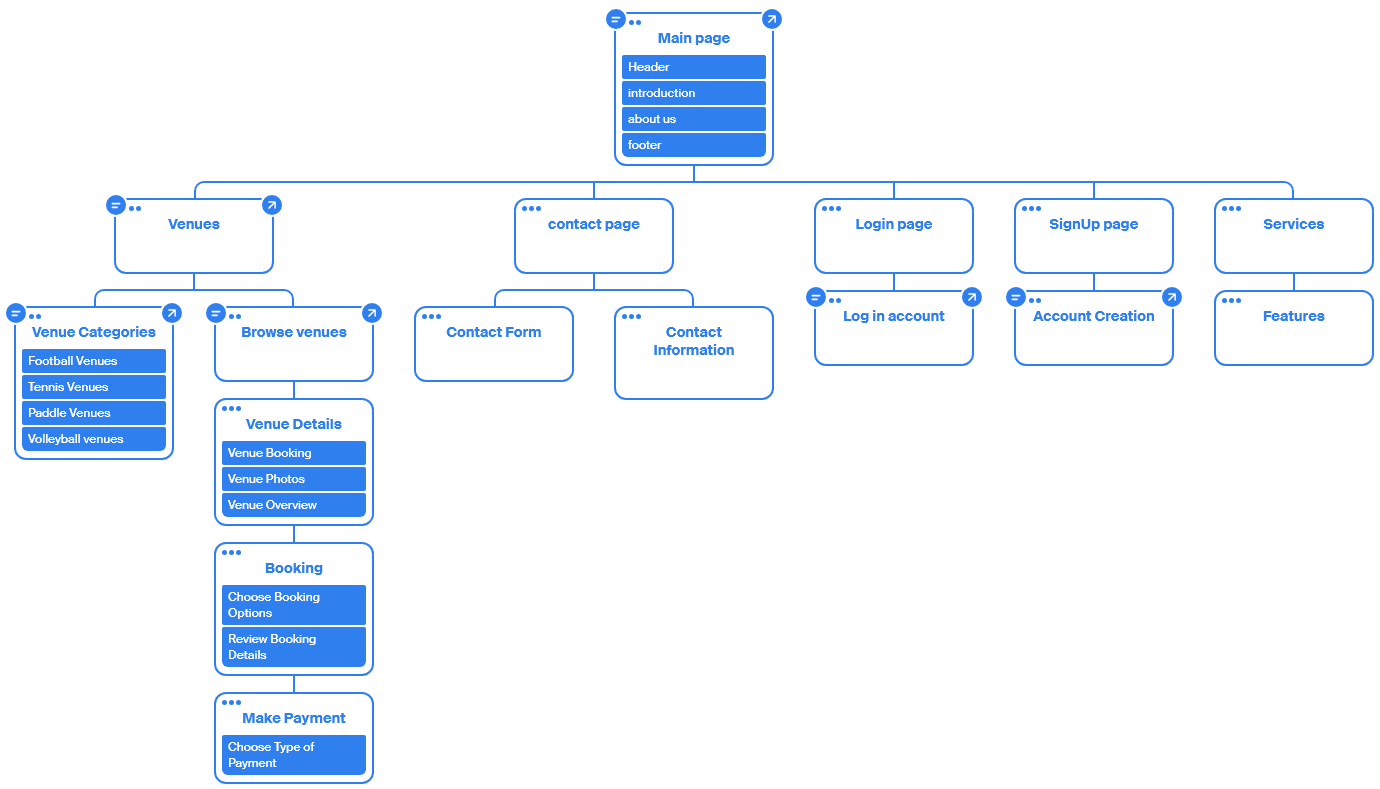 Main page
Header
introduction
about us
footer
Venues
contact page
Login page
SignUp page
Services
Venue Categories
Football Venues
Tennis Venues
Paddle Venues
Volleyball venues
Browse venues
Contact Form
Contact
Information
Log in account
Account Creation
Features
Venue Details
Venue Booking
Venue Photos
Venue Overview
Booking
Choose Booking
Options
Review Booking
Details
Make Payment
Choose Type of
Payment